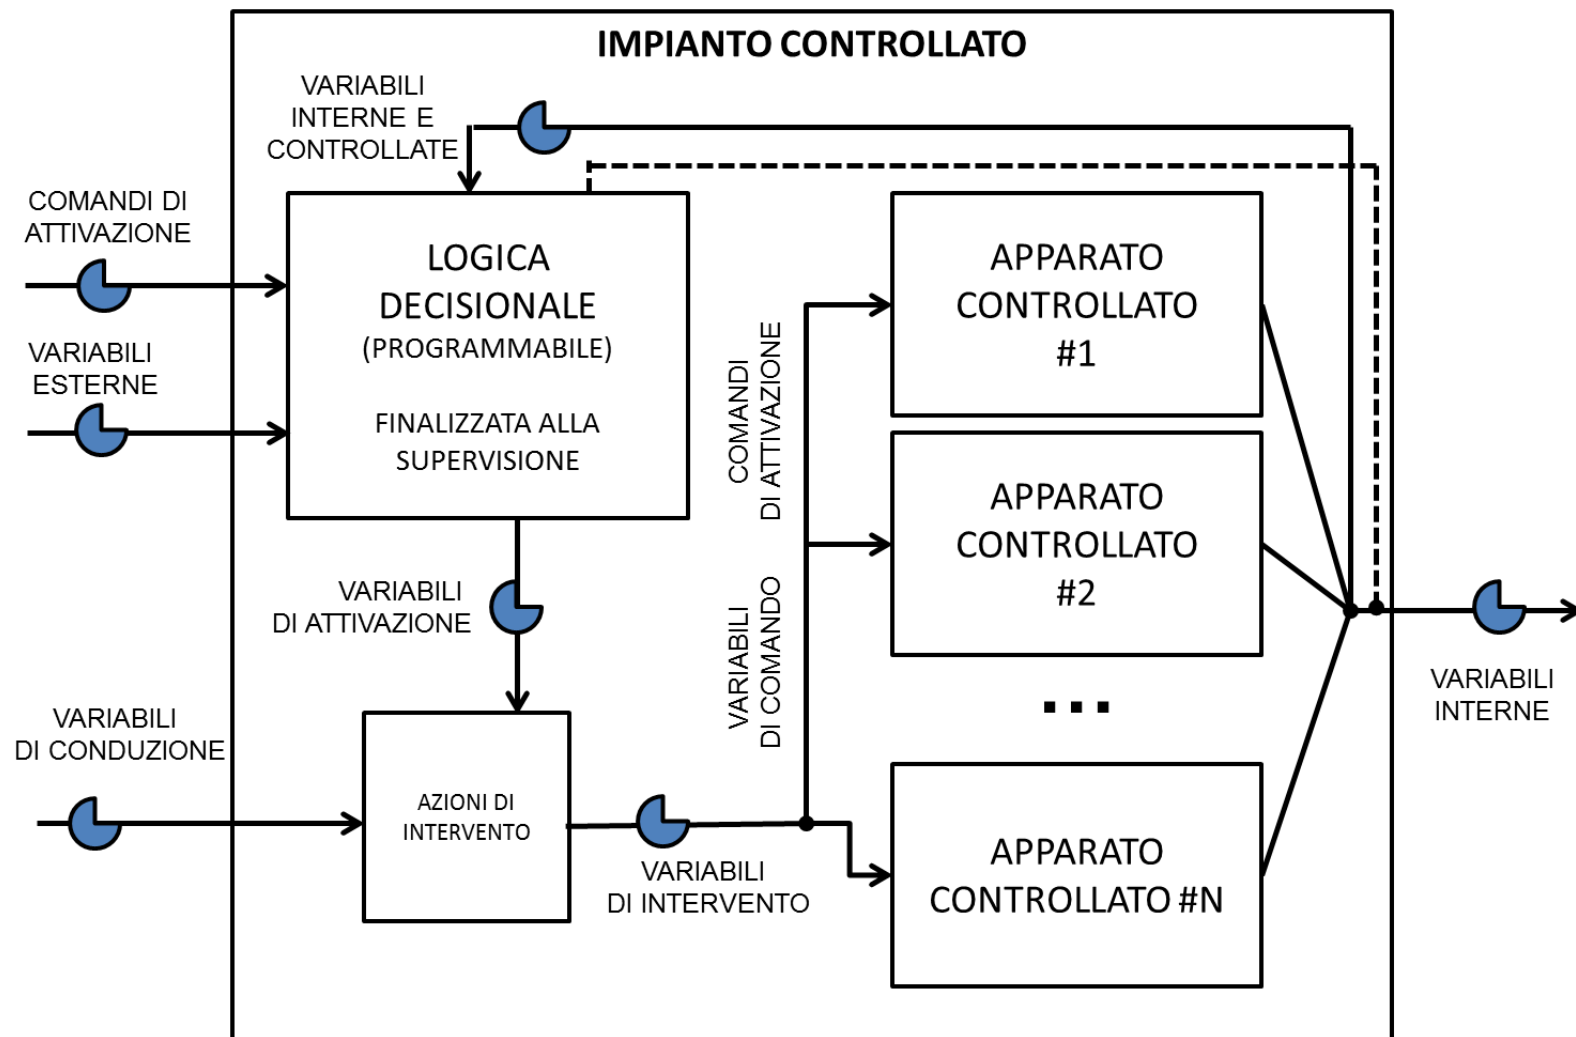 IMPIANTO CONTROLLATO
VARIABILI
INTERNE E
CONTROLLATE
COMANDI DI
ATTIVAZIONE
VARIABILI
ESTERNE
LOGICA
DECISIONALE
(PROGRAMMABILE)
FINALIZZATA ALLA
SUPERVISIONE
VARIABILI
DI ATTIVAZIONE
VARIABILI
DI CONDUZIONE
AZIONI DI
INTERVENTO
VARIABILI
DI INTERVENTO
COMANDI
DI ATTIVAZIONE
VARIABILI
DI COMANDO
APPARATO
CONTROLLATO
#1
APPARATO
CONTROLLATO
#2
...
APPARATO
CONTROLLATO #N
VARIABILI
INTERNE